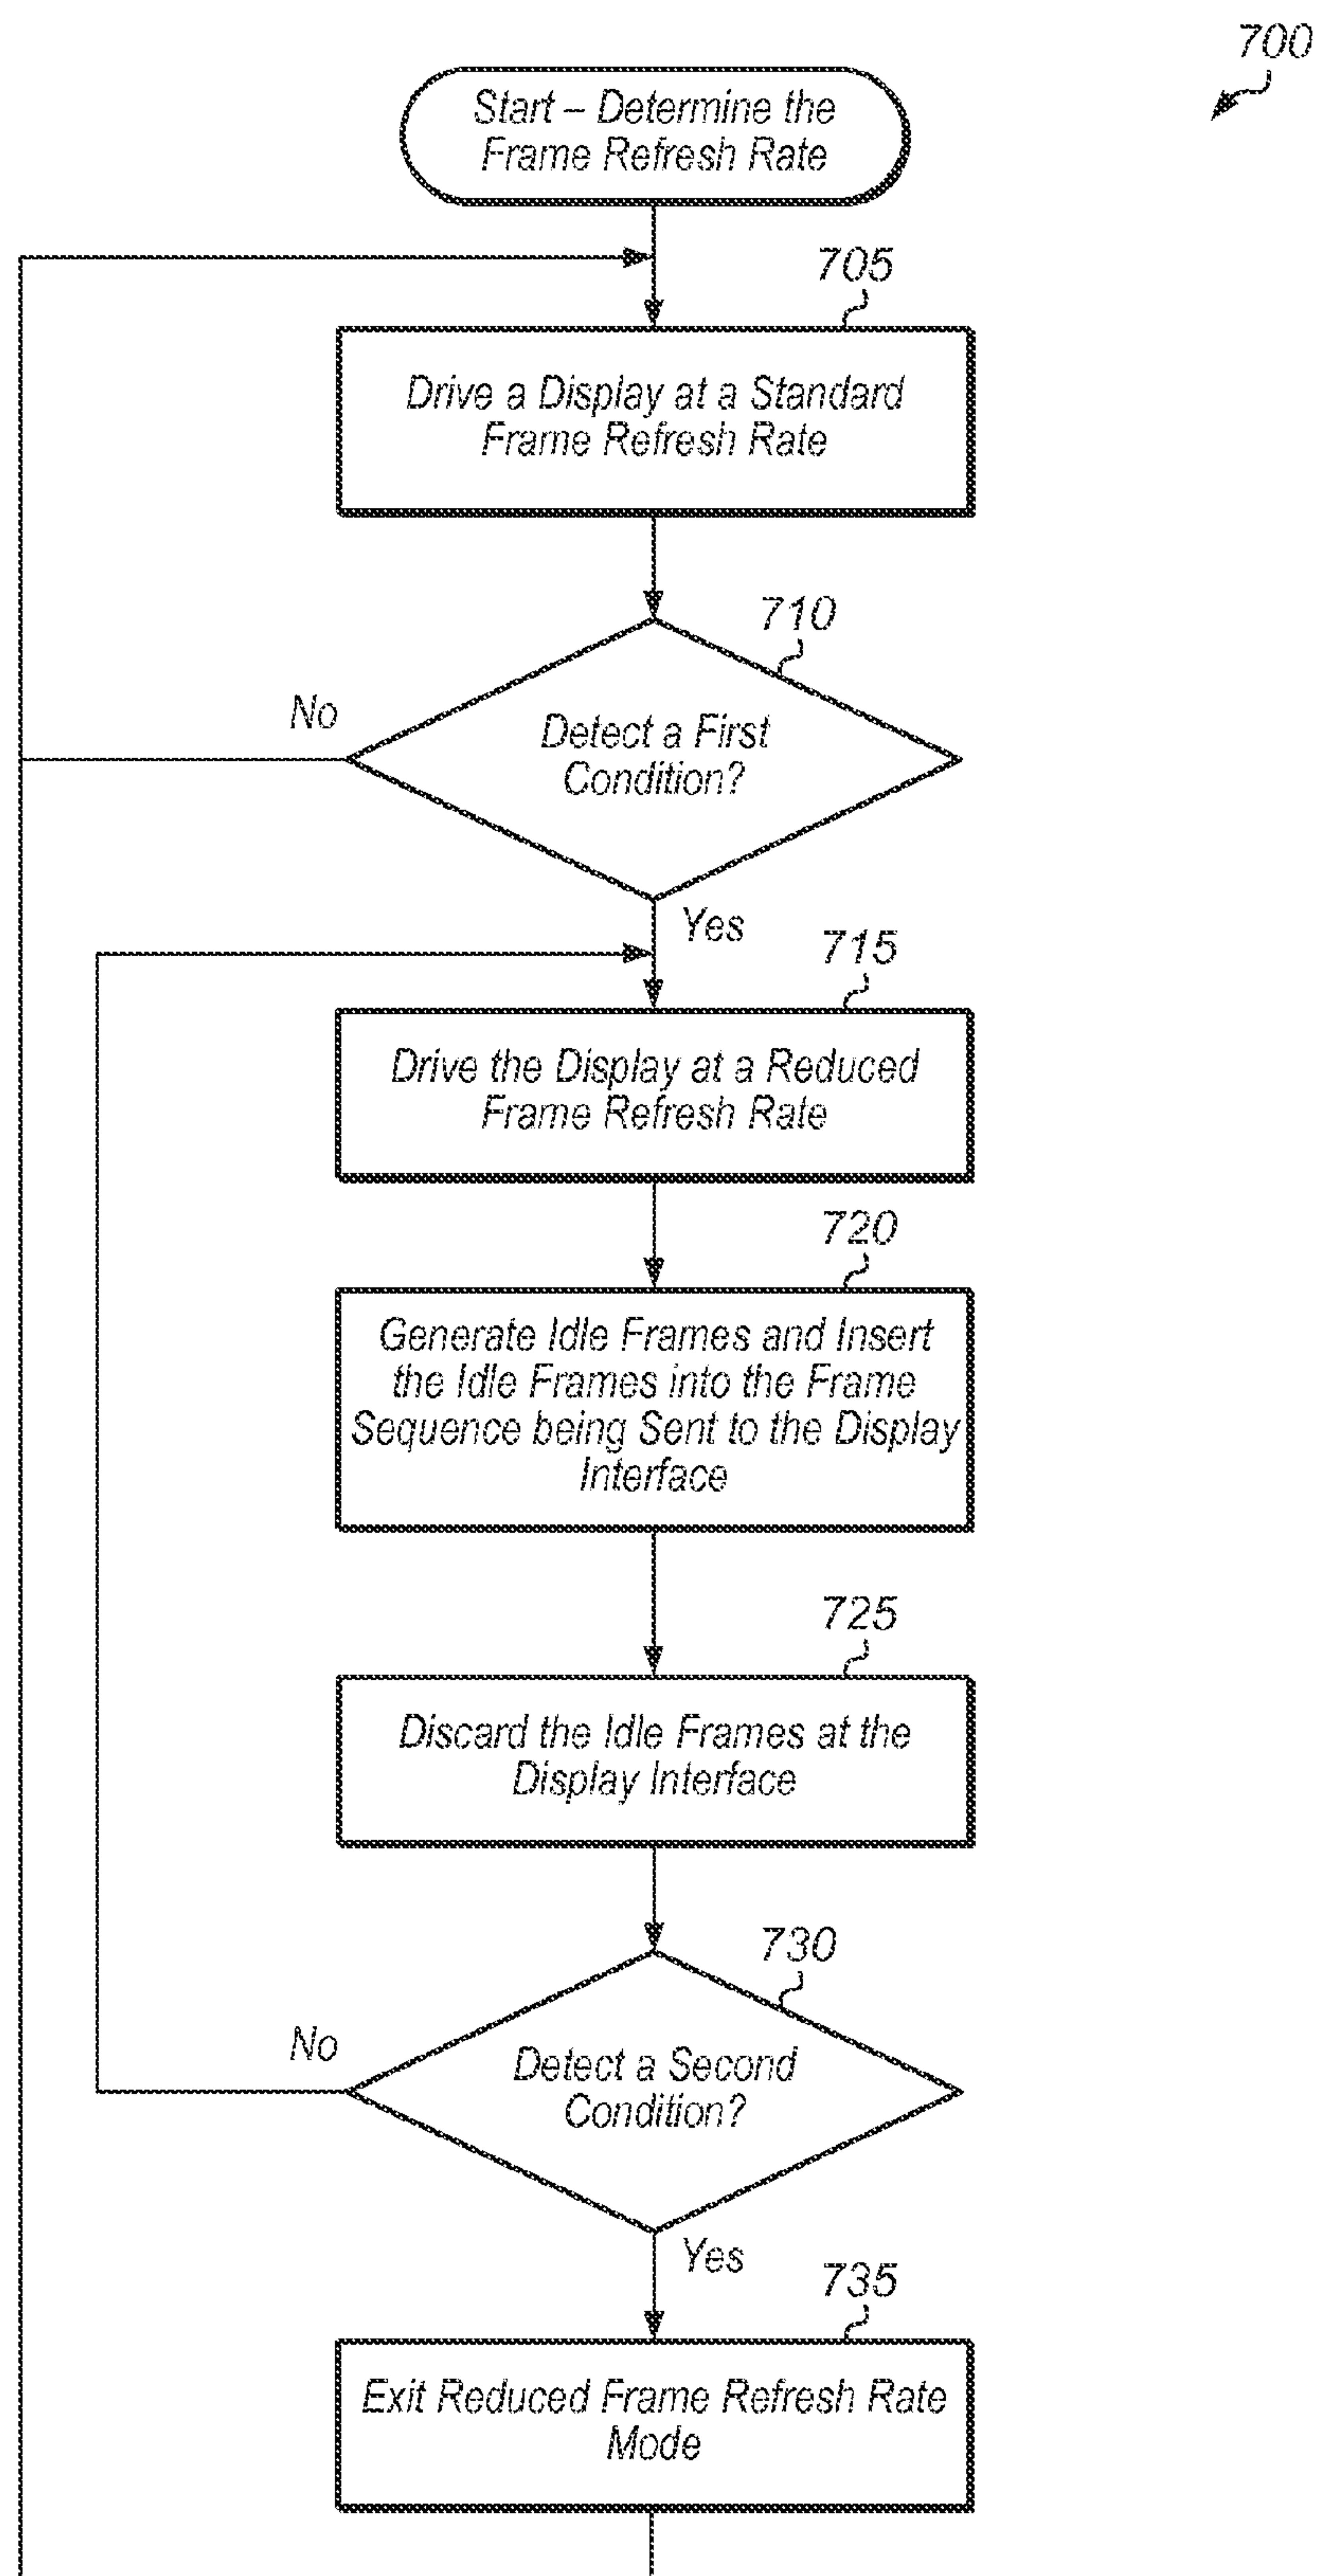 700
Start – Determine the
Frame Refresh Rate
705
Drive a Display at a Standard
Frame Refresh Rate
710
No
Detect a First
Condition?
Yes
715
Drive the Display at a Reduced
Frame Refresh Rate
720
Generate Idle Frames and Insert
the Idle Frames into the Frame
Sequence being Sent to the Display
Interface
725
Discard the Idle Frames at the
Display Interface
730
No
Detect a Second
Condition?
Yes
735
Exit Reduced Frame Refresh Rate
Mode